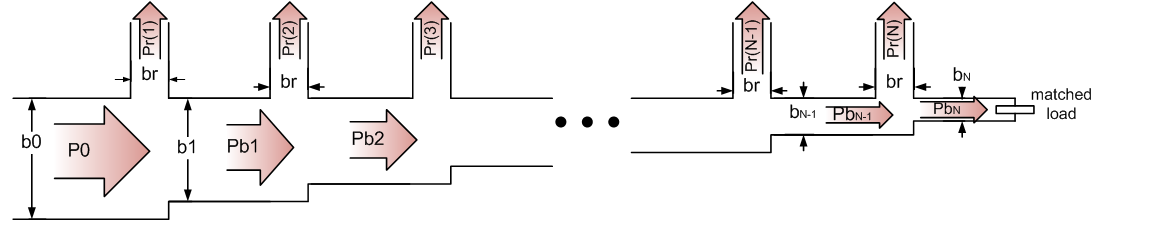 Pr(1)
Pr(2)
Pr(3)
Pr(N-1)
Pr(N)
br
br
br
br
b0
P0
b1
Pb1
Pb2
bN-1
PbN-1
bN
PbN
matched
load